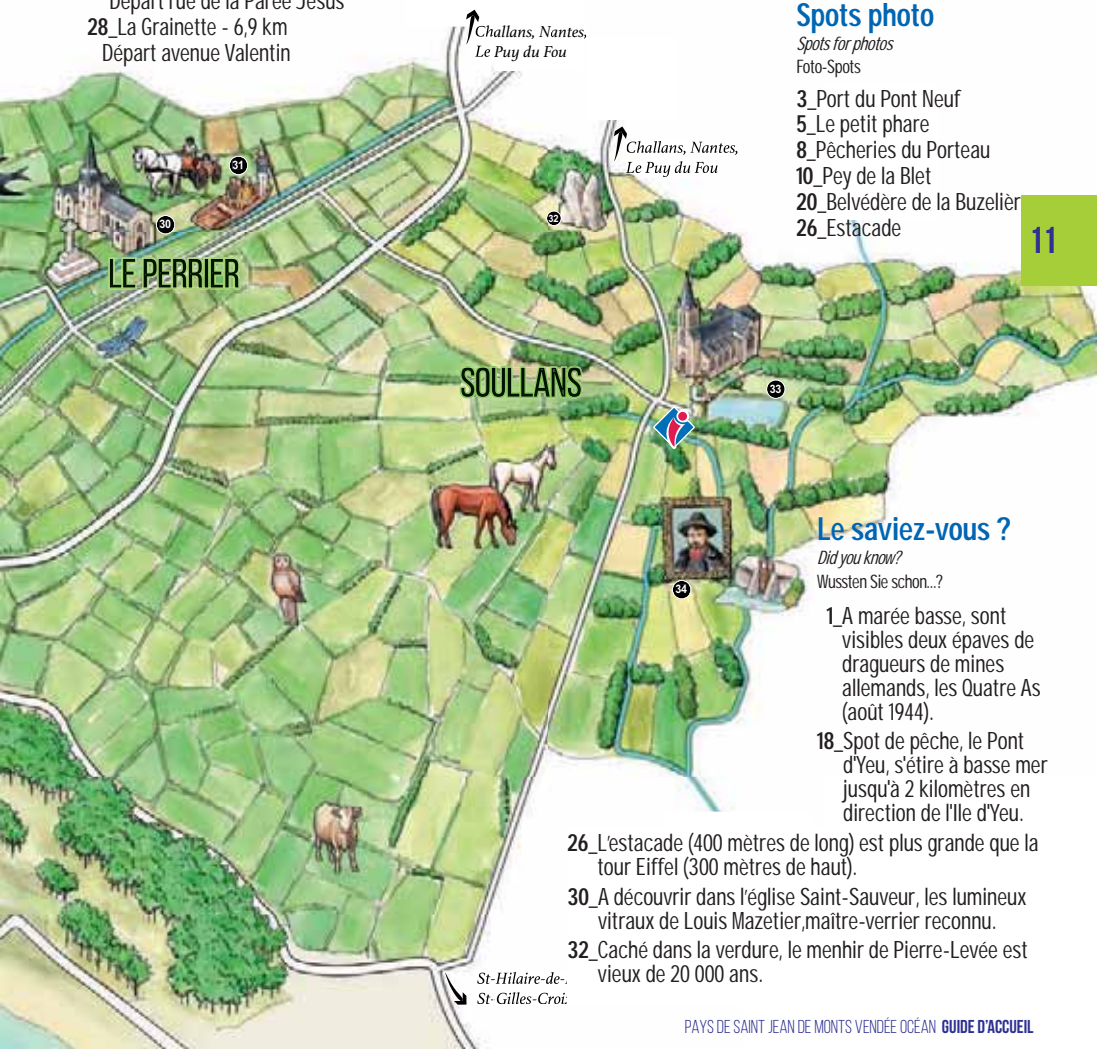 Départ rue de la Parée Jésus
28_La Grainette - 6,9 km
Départ avenue Valentin
Challans, Nantes,
Le Puy du Fou
Challans, Nantes,
Le Puy du Fou
Spots photo
Spots for photos
Foto-Spots
3_Port du Pont Neuf
5_Le petit phare
8_Pêcheries du Porteau
10_Pey de la Blet
20_Belvédère de la Buzelièr
26_Estacade
11
31
30
32
LE PERRIER
SOULLANS
33
34
Le saviez-vous ?
Did you know?
Wussten Sie schon...?
1_A marée basse, sont
visibles deux épaves de
dragueurs de mines
allemands, les Quatre As
(août 1944).
18_Spot de pêche, le Pont
d'Yeu, s'étire à basse mer
jusqu'à 2 kilomètres en
direction de l'Ile d'Yeu.
26_L'estacade (400 mètres de long) est plus grande que la
tour Eiffel (300 mètres de haut).
30_A découvrir dans l'église Saint-Sauveur, les lumineux
vitraux de Louis Mazetier,maître-verrier reconnu.
32_Caché dans la verdure, le menhir de Pierre-Levée est
vieux de 20 000 ans.
St-Hilaire-de-
St-Gilles-Croi
PAYS DE SAINT JEAN DE MONTS VENDÉE OCÉAN GUIDE D'ACCUEIL